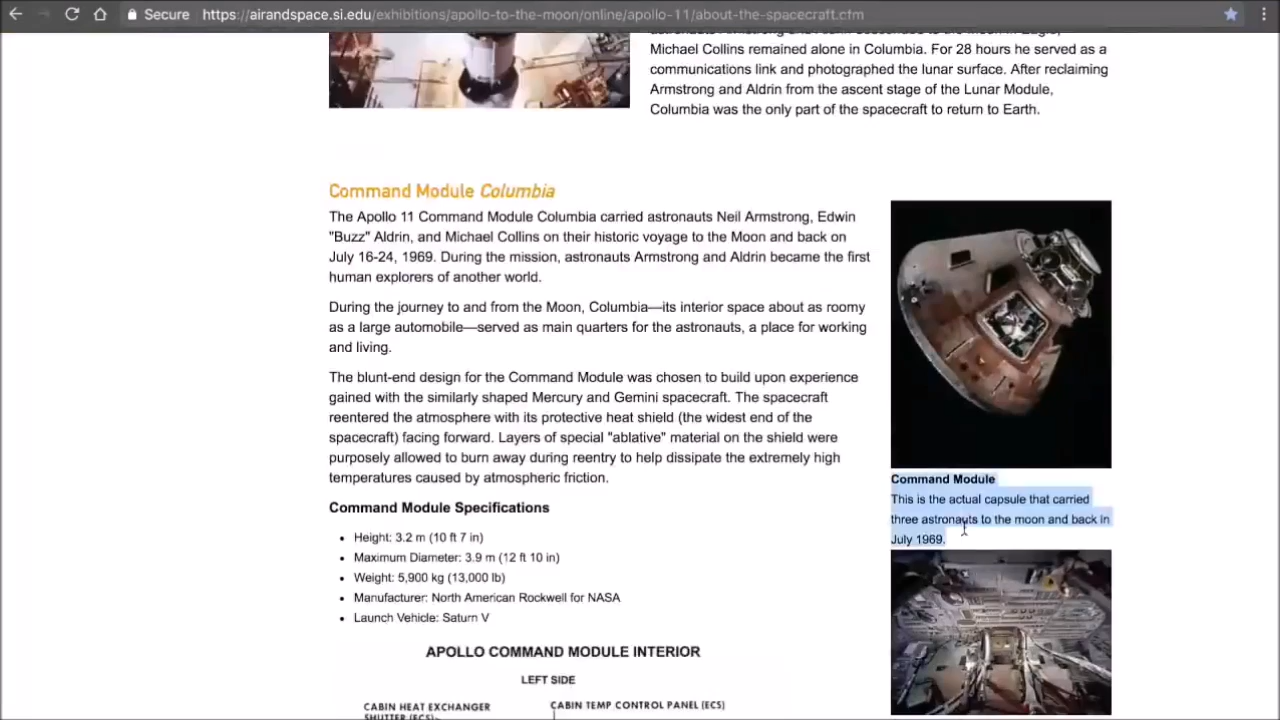 Secure https://airandspace.si.edu/exhibitions/apollo-to-the-moon/online/apollo-11/about-the-spacecraft.cfm
Michael Collins remained alone in Columbia. For 28 hours he served as a
communications link and photographed the lunar surface. After reclaiming
Armstrong and Aldrin from the ascent stage of the Lunar Module,
Columbia was the only part of the spacecraft to return to Earth.
Command Module Columbia
The Apollo 11 Command Module Columbia carried astronauts Neil Armstrong, Edwin
"Buzz" Aldrin, and Michael Collins on their historic voyage to the Moon and back on
July 16-24, 1969. During the mission, astronauts Armstrong and Aldrin became the first
human explorers of another world.
During the journey to and from the Moon, Columbia—its interior space about as roomy
as a large automobile—served as main quarters for the astronauts, a place for working
and living.
The blunt-end design for the Command Module was chosen to build upon experience
gained with the similarly shaped Mercury and Gemini spacecraft. The spacecraft
reentered the atmosphere with its protective heat shield (the widest end of the
spacecraft) facing forward. Layers of special "ablative" material on the shield were
purposely allowed to burn away during reentry to help dissipate the extremely high
temperatures caused by atmospheric friction.
Command Module Specifications
• Height: 3.2 m (10 ft 7 in)
• Maximum Diameter: 3.9 m (12 ft 10 in)
• Weight: 5,900 kg (13,000 lb)
• Manufacturer: North American Rockwell for NASA
• Launch Vehicle: Saturn V
APOLLO COMMAND MODULE INTERIOR
LEFT SIDE
CABIN HEAT EXCHANGER
SHUTTER (ECS)
CABIN TEMP CONTROL PANEL (ECS)
Command Module
This is the actual capsule that carried
three astronauts to the moon and back in
July 1969.